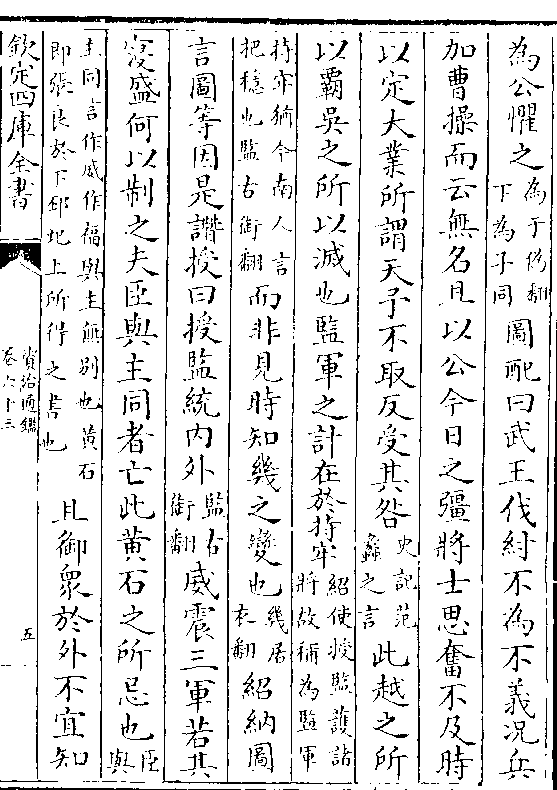 為公懼之為于偽翻下為子同圖配曰武王伐紂不為不義況兵
加曹操而云無名且以公今日之彊將士思奮不及時
以定大業所謂天予不取反受其咎史記范蠡之言此越之所
以霸吳之所以滅也監軍之計在於持牢紹使授監護諸將故稱為監軍
持牢猶今南人言把穩也監古銜翻而非見時知幾之變也幾居衣翻紹納圖
言圖等因是譖授曰授監統內外監古銜翻威震三軍若其
寖盛何以制之夫臣與主同者亡此黃石之所忌也臣與
主同言作威作福與主無別也黃石即張良於下邳圯上所得之書也且御衆於外不宜知
欽定四庫全書
資治通鑑
卷六十三
五